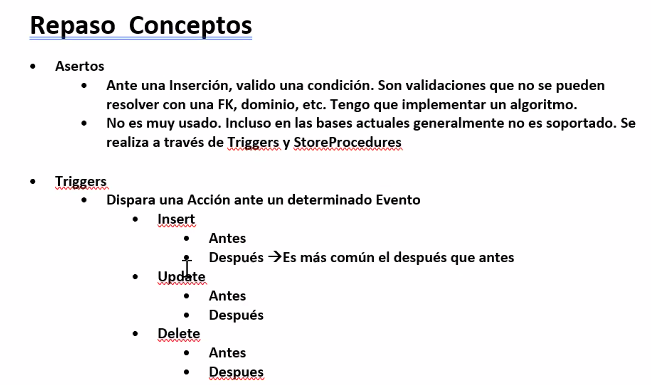 Repaso Conceptos
• Asertos
• Ante una Inserción, valido una condición. Son validaciones que no se pueden
resolver con una FK, dominio, etc. Tengo que implementar un algoritmo.
• No es muy usado. Incluso en las bases actuales generalmente no es soportado. Se
realiza a través de Triggers y StoreProcedures
• Triggers
• Dispara una Acción ante un determinado Evento
• Insert
• Antes
• Después →Es más común el después que antes
• Update
• Antes
• Después
• Delete
• Antes
• Despues